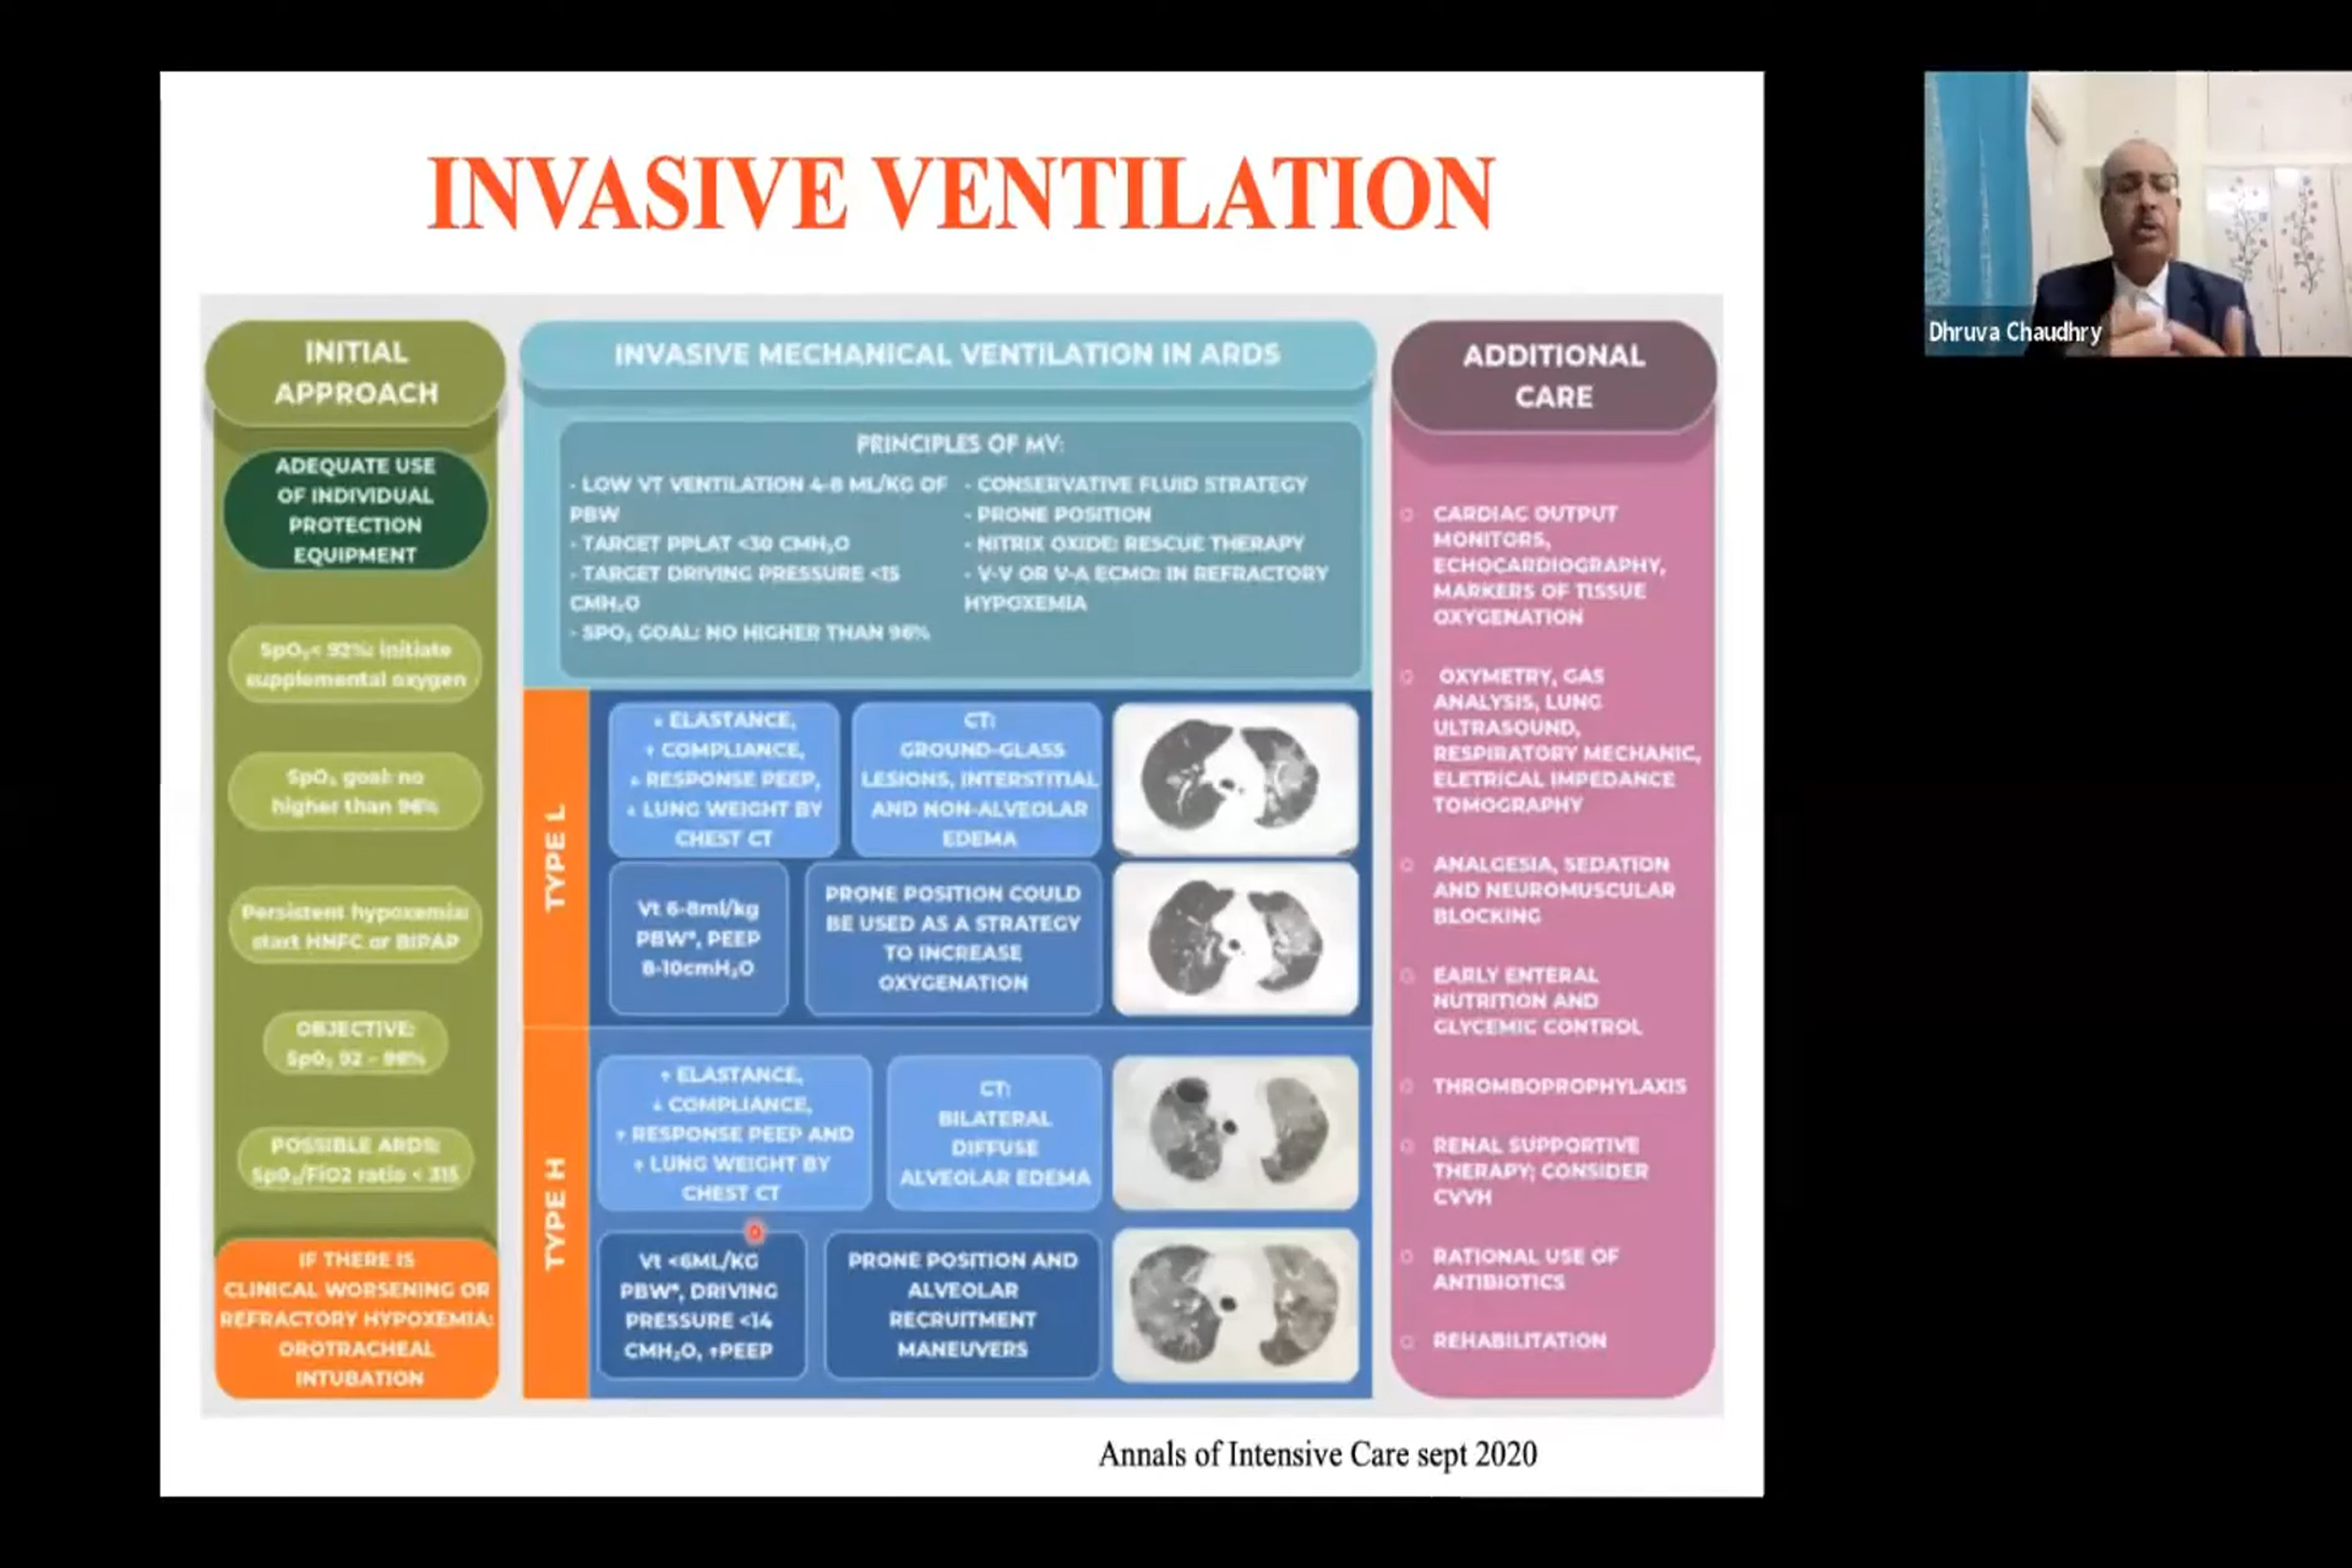 INVASIVE VENTILATION
INITIAL
APPROACH
ADEQUATE USE
OF INDIVIDUAL
PROTECTION
EQUIPMENT
SpO₂< 92%: initiate
supplemental oxygen
SpO₂ goal: no
higher than 96%
Persistent hypoxemia:
start HNFC or BIPAP
OBJECTIVE:
SpO₂ 92 - 96%
POSSIBLE ARDS:
SpO₂/FiO2 ratio < 315
IF THERE IS
CLINICAL WORSENING OR
REFRACTORY HYPOXEMIA:
OROTRACHEAL
INTUBATION
INVASIVE MECHANICAL VENTILATION IN ARDS
PRINCIPLES OF MV:
- LOW VT VENTILATION 4-8 ML/KG OF
PBW
- TARGET PPLAT <30 CMH₂O
- TARGET DRIVING PRESSURE <15
CMH₂O
- SPO₂ GOAL: NO HIGHER THAN 96%
- CONSERVATIVE FLUID STRATEGY
- PRONE POSITION
- NITRIX OXIDE: RESCUE THERAPY
- V-V OR V-A ECMO: IN REFRACTORY
HYPOXEMIA
TYPE L
↓ ELASTANCE,
↑ COMPLIANCE,
↓ RESPONSE PEEP,
↓ LUNG WEIGHT BY
CHEST CT
CT:
GROUND-GLASS
LESIONS, INTERSTITIAL
AND NON-ALVEOLAR
EDEMA
Vt 6-8ml/kg
PBW*, PEEP
8-10cmH₂O
PRONE POSITION COULD
BE USED AS A STRATEGY
TO INCREASE
OXYGENATION
TYPE H
↑ ELASTANCE,
↓ COMPLIANCE,
↑ RESPONSE PEEP AND
↑ LUNG WEIGHT BY
CHEST CT
CT:
BILATERAL
DIFFUSE
ALVEOLAR EDEMA
Vt <6ML/KG
PBW*, DRIVING
PRESSURE <14
CMH₂O, ↑PEEP
PRONE POSITION AND
ALVEOLAR
RECRUITMENT
MANEUVERS
ADDITIONAL
CARE
CARDIAC OUTPUT
MONITORS,
ECHOCARDIOGRAPHY,
MARKERS OF TISSUE
OXYGENATION
OXYMETRY, GAS
ANALYSIS, LUNG
ULTRASOUND,
RESPIRATORY MECHANIC,
ELETRICAL IMPEDANCE
TOMOGRAPHY
ANALGESIA, SEDATION
AND NEUROMUSCULAR
BLOCKING
EARLY ENTERAL
NUTRITION AND
GLYCEMIC CONTROL
THROMBOPROPHYLAXIS
RENAL SUPPORTIVE
THERAPY; CONSIDER
CVVH
RATIONAL USE OF
ANTIBIOTICS
REHABILITATION
Annals of Intensive Care sept 2020
Dhruva Chaudhry